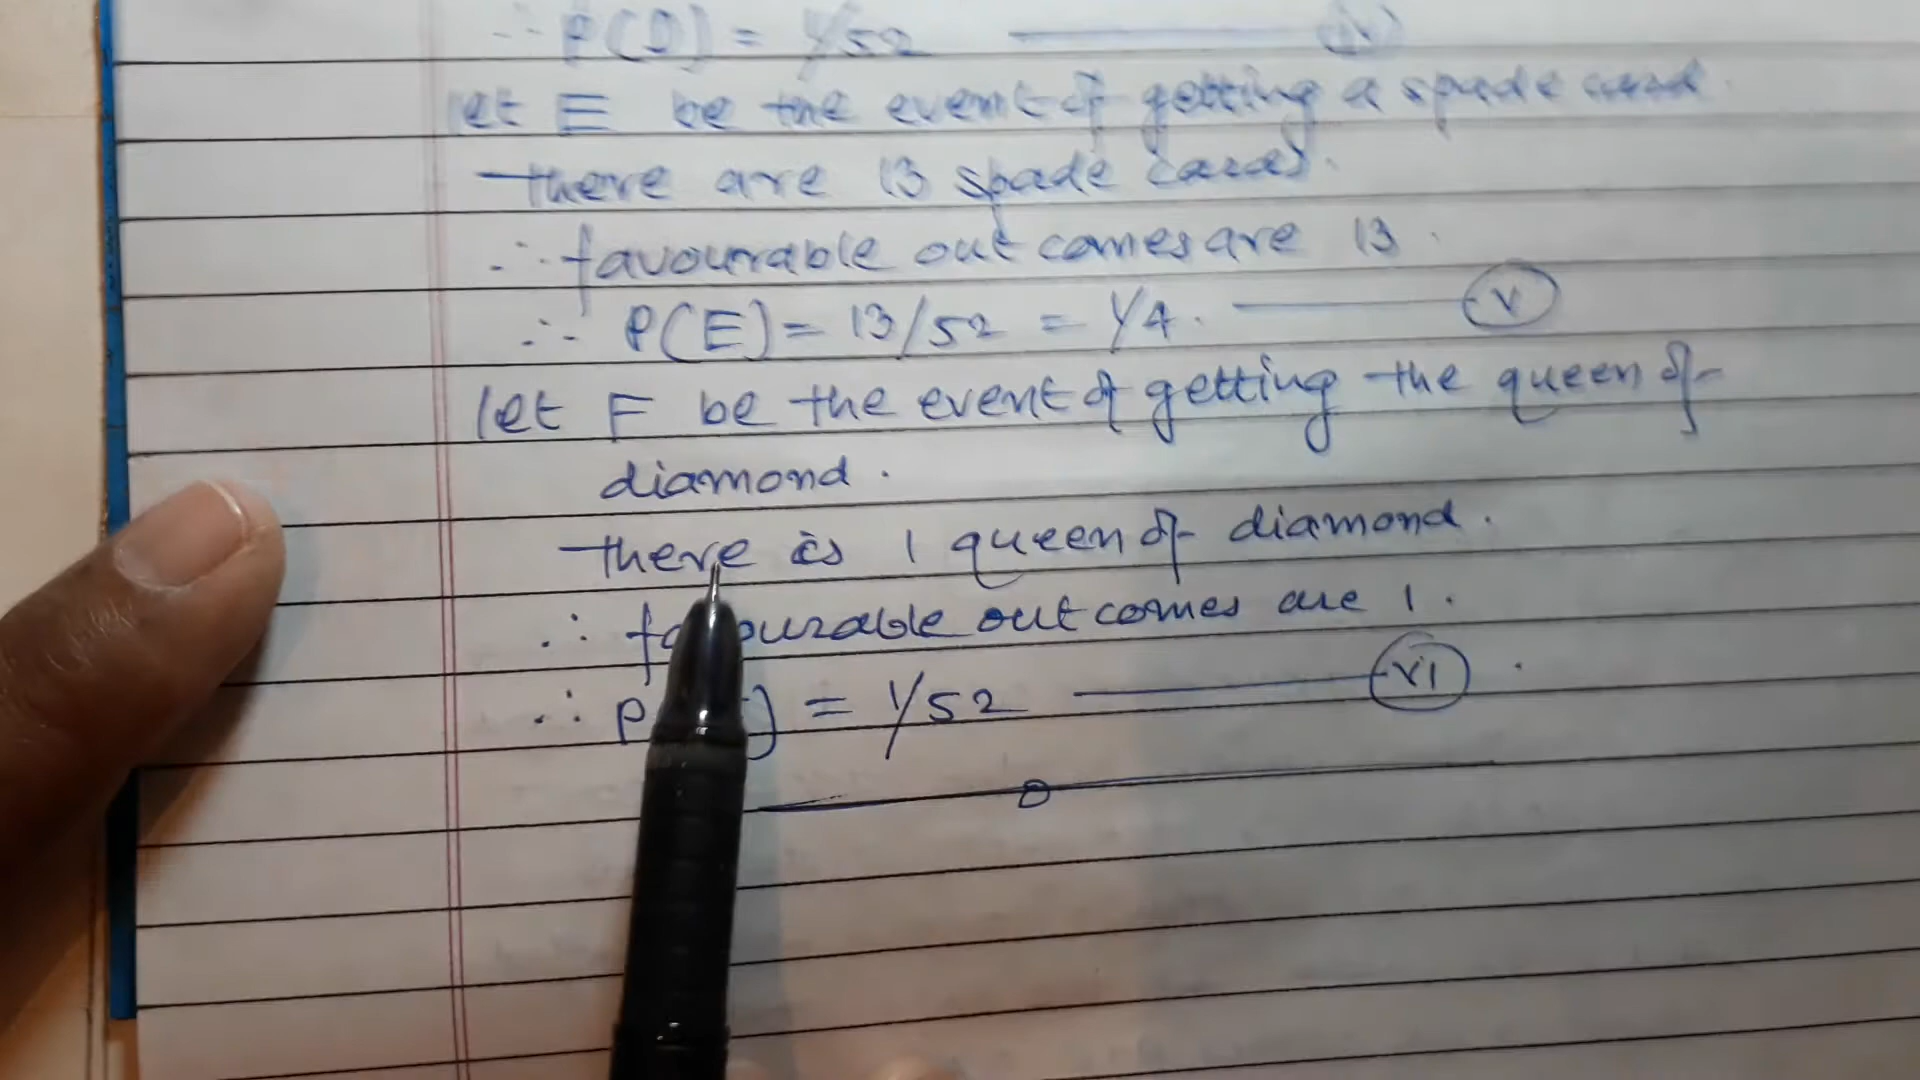 ∴ P(D) = 1/52 (iv)
let E be the event of getting a spade card.
there are 13 spade cards.
∴ favourable out comes are 13.
∴ P(E) = 13/52 = 1/4. (V)
let F be the event of getting the queen of
diamond.
there is 1 queen of diamond.
∴ favourable out comes are 1.
∴ P( ) = 1/52 (VI).